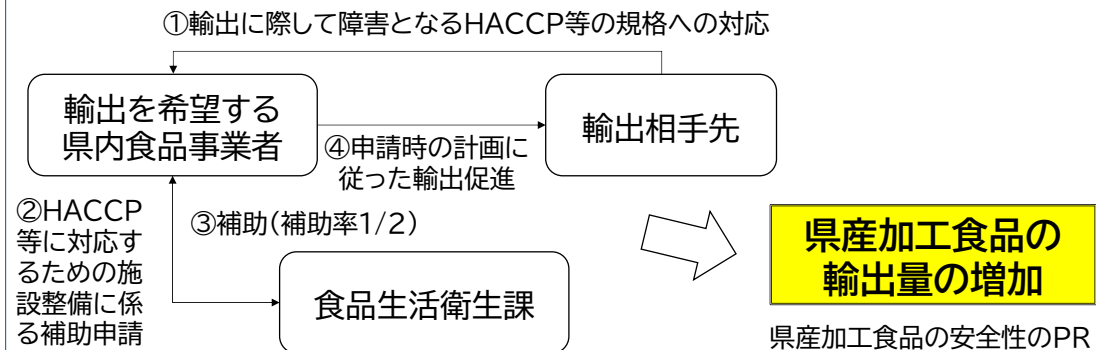 ①輸出に際して障害となるHACCP等の規格への対応
輸出を希望する
県内食品事業者
輸出相手先
④申請時の計画に
従った輸出促進
②HACCP
等に対応す
るための施
設整備に係
る補助申請
③補助(補助率1/2)
食品生活衛生課
県産加工食品の
輸出量の増加
県産加工食品の安全性のPR